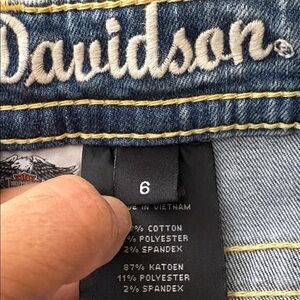 Davidson®
6
IN VIETNAM
% COTTON
% POLYESTER
2% SPANDEX
87% KATOEN
11% POLYESTER
2% SPANDEX